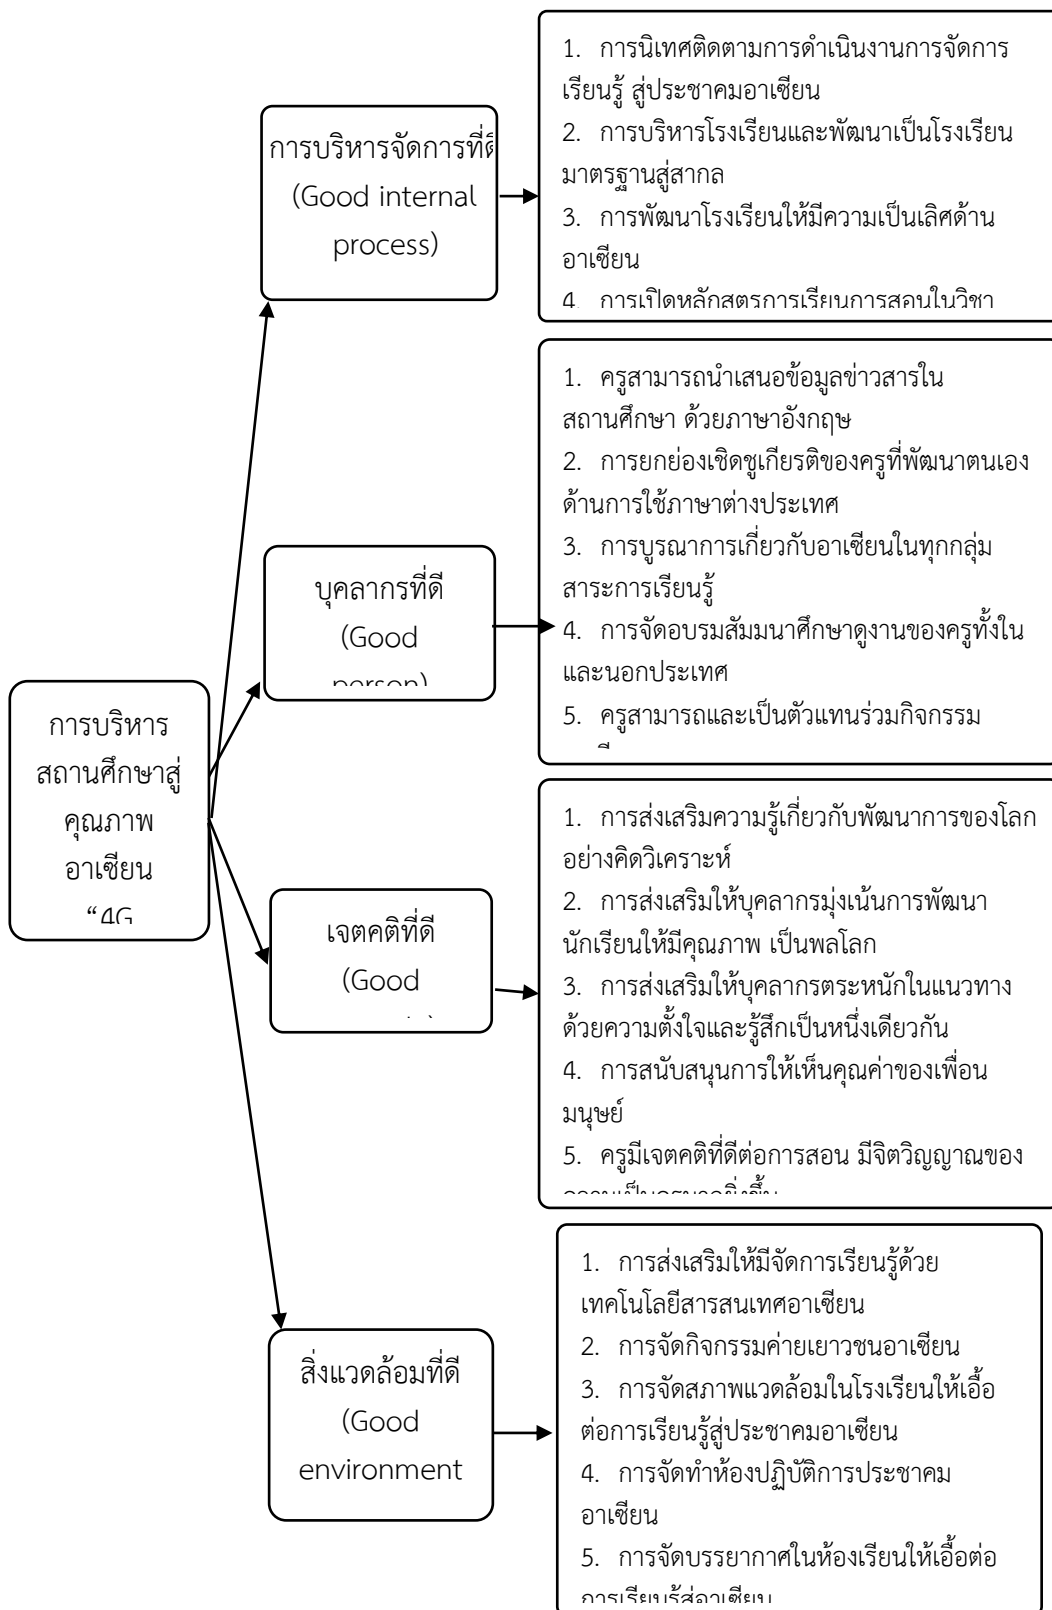 การบริหาร
สถานศึกษาสู่
คุณภาพ
อาเซียน
“4G
การบริหารจัดการที่ดี
(Good internal
process)
1. การนิเทศติดตามการดำเนินงานการจัดการ
เรียนรู้ สู่ประชาคมอาเซียน
2. การบริหารโรงเรียนและพัฒนาเป็นโรงเรียน
มาตรฐานสู่สากล
3. การพัฒนาโรงเรียนให้มีความเป็นเลิศด้าน
อาเซียน
4. การเปิดหลักสูตรการเรียนการสอนในวิชา
บุคลากรที่ดี
(Good
person)
1. ครูสามารถนำเสนอข้อมูลข่าวสารใน
สถานศึกษา ด้วยภาษาอังกฤษ
2. การยกย่องเชิดชูเกียรติของครูที่พัฒนาตนเอง
ด้านการใช้ภาษาต่างประเทศ
3. การบูรณาการเกี่ยวกับอาเซียนในทุกกลุ่ม
สาระการเรียนรู้
4. การจัดอบรมสัมมนาศึกษาดูงานของครูทั้งใน
และนอกประเทศ
5. ครูสามารถและเป็นตัวแทนร่วมกิจกรรม
เจตคติที่ดี
(Good
1. การส่งเสริมความรู้เกี่ยวกับพัฒนาการของโลก
อย่างคิดวิเคราะห์
2. การส่งเสริมให้บุคลากรมุ่งเน้นการพัฒนา
นักเรียนให้มีคุณภาพ เป็นพลโลก
3. การส่งเสริมให้บุคลากรตระหนักในแนวทาง
ด้วยความตั้งใจและรู้สึกเป็นหนึ่งเดียวกัน
4. การสนับสนุนการให้เห็นคุณค่าของเพื่อน
มนุษย์
5. ครูมีเจตคติที่ดีต่อการสอน มีจิตวิญญาณของ
ความเป็นครูมากยิ่งขึ้น
สิ่งแวดล้อมที่ดี
(Good
environment
1. การส่งเสริมให้มีจัดการเรียนรู้ด้วย
เทคโนโลยีสารสนเทศอาเซียน
2. การจัดกิจกรรมค่ายเยาวชนอาเซียน
3. การจัดสภาพแวดล้อมในโรงเรียนให้เอื้อ
ต่อการเรียนรู้สู่ประชาคมอาเซียน
4. การจัดทำห้องปฏิบัติการประชาคม
อาเซียน
5. การจัดบรรยากาศในห้องเรียนให้เอื้อต่อ
การเรียนรู้สู่อาเซียน